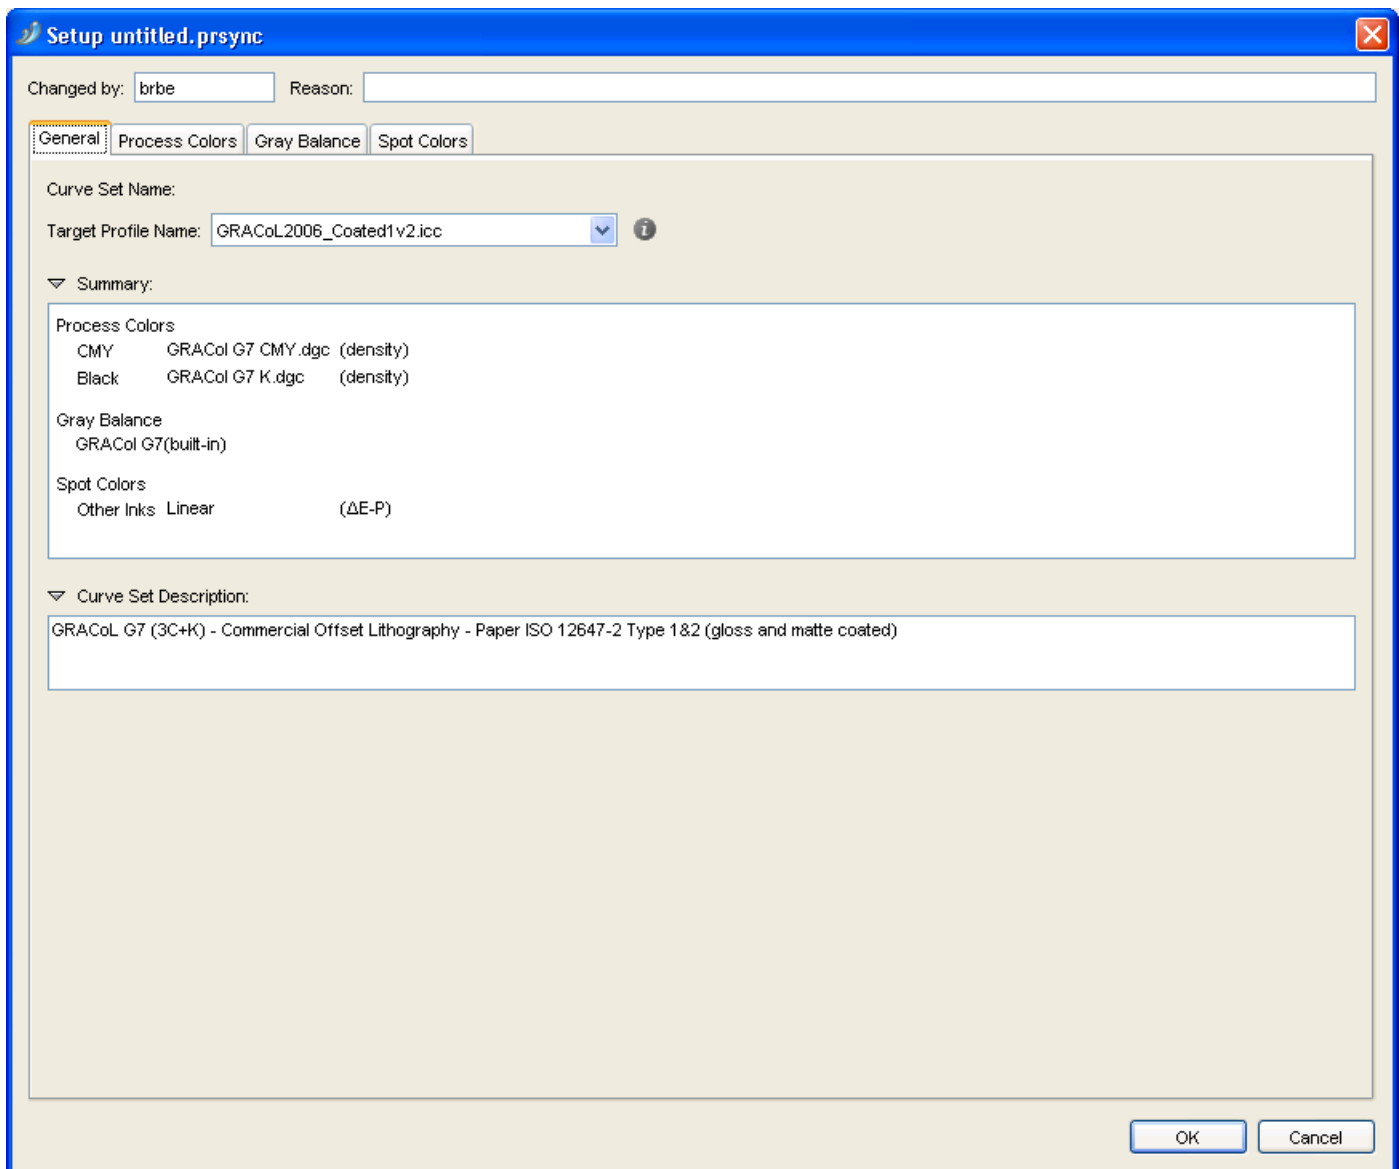 Setup untitled.prsync
Changed by: brbe Reason:
General Process Colors Gray Balance Spot Colors
Curve Set Name:
Target Profile Name: GRACoL2006_Coated1v2.icc i
Summary:
Process Colors
CMY GRACol G7 CMY.dgc (density)
Black GRACol G7 K.dgc (density)
Gray Balance
GRACol G7(built-in)
Spot Colors
Other Inks Linear (ΔE-P)
Curve Set Description:
GRACoL G7 (3C+K) - Commercial Offset Lithography - Paper ISO 12647-2 Type 1&2 (gloss and matte coated)
OK Cancel